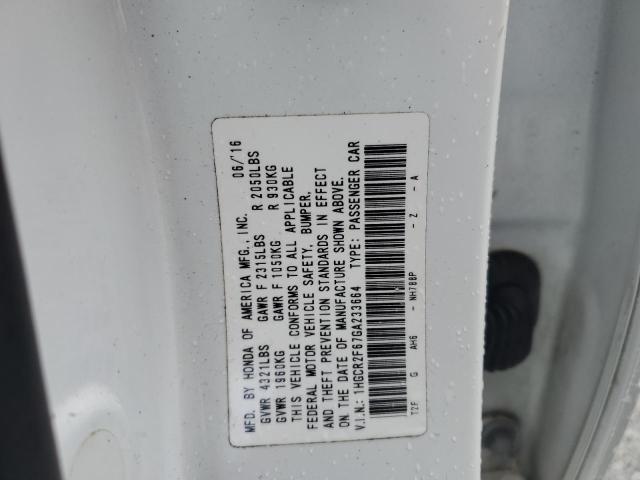 MFD. BY HONDA OF AMERICA MFG., INC. 06/'16
GVWR 4321LBS GAWR F 2315LBS R 2050LBS
GVWR 1960KG GAWR F 1050KG R 930KG
THIS VEHICLE CONFORMS TO ALL APPLICABLE
FEDERAL MOTOR VEHICLE SAFETY, BUMPER,
AND THEFT PREVENTION STANDARDS IN EFFECT
ON THE DATE OF MANUFACTURE SHOWN ABOVE.
V.I.N.: 1HGCR2F67GA233664 TYPE: PASSENGER CAR
T2F G AH6 - NH788P - Z - A